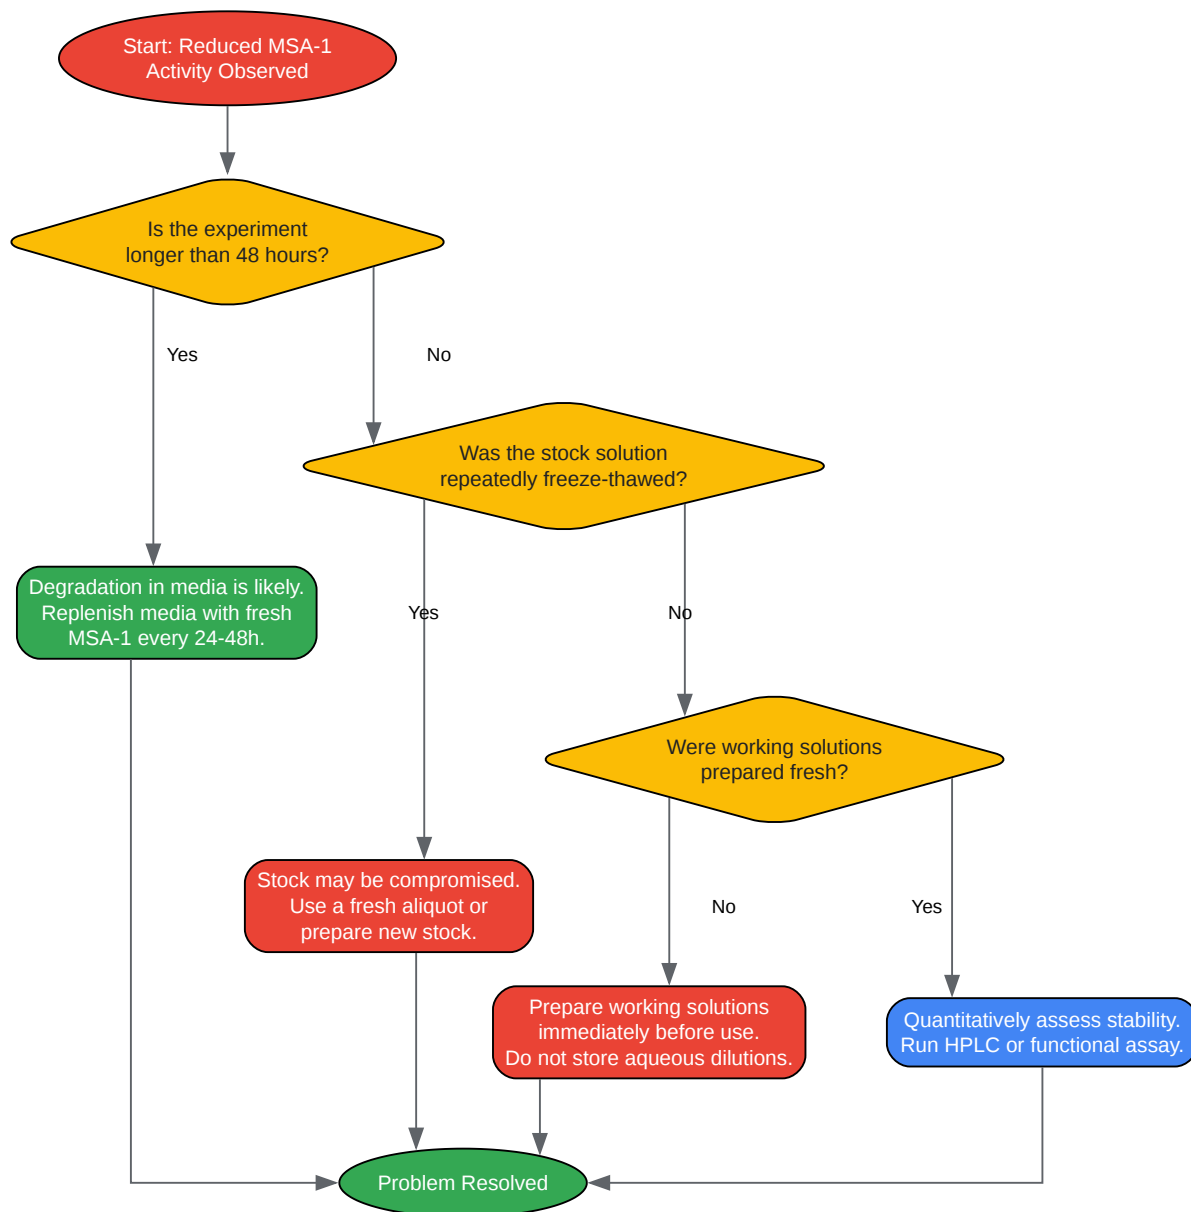 Start: Reduced MSA-1
Activity Observed
Is the experiment
longer than 48 hours?
Yes
No
Was the stock solution
repeatedly freeze-thawed?
Degradation in media is likely.
Replenish media with fresh
MSA-1 every 24-48h.
Yes
No
Were working solutions
prepared fresh?
Stock may be compromised.
Use a fresh aliquot or
prepare new stock.
No
Yes
Prepare working solutions
immediately before use.
Do not store aqueous dilutions.
Quantitatively assess stability.
Run HPLC or functional assay.
Problem Resolved